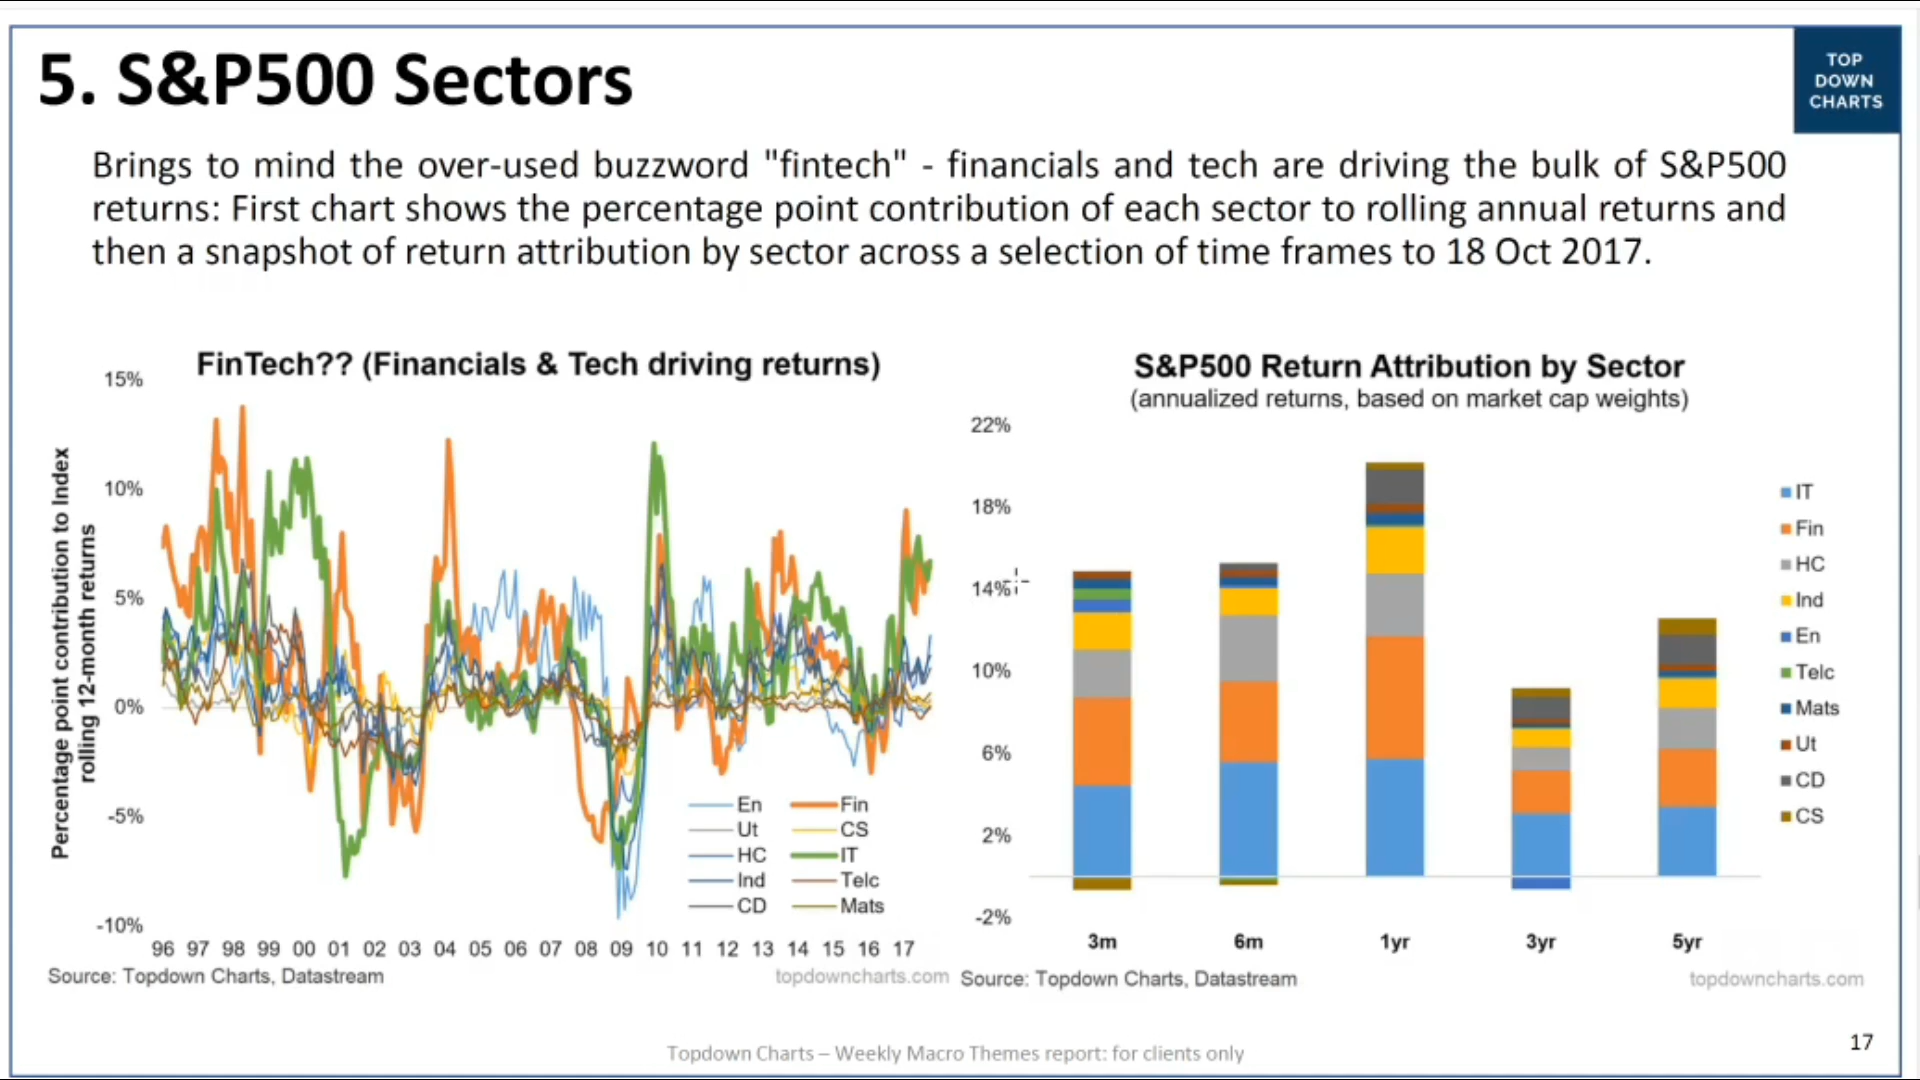 5. S&P500 Sectors
TOP
DOWN
CHARTS
Brings to mind the over-used buzzword "fintech" - financials and tech are driving the bulk of S&P500
returns: First chart shows the percentage point contribution of each sector to rolling annual returns and
then a snapshot of return attribution by sector across a selection of time frames to 18 Oct 2017.
FinTech?? (Financials & Tech driving returns)
Percentage point contribution to Index
rolling 12-month returns
15%
10%
5%
0%
-5%
-10%
En Fin
Ut CS
HC IT
Ind Telc
CD Mats
96 97 98 99 00 01 02 03 04 05 06 07 08 09 10 11 12 13 14 15 16 17
Source: Topdown Charts, Datastream topdowncharts.com
S&P500 Return Attribution by Sector
(annualized returns, based on market cap weights)
22%
18%
14%
10%
6%
2%
-2%
3m 6m 1yr 3yr 5yr
IT
Fin
HC
Ind
En
Telc
Mats
Ut
CD
CS
Source: Topdown Charts, Datastream topdowncharts.com
Topdown Charts – Weekly Macro Themes report: for clients only
17